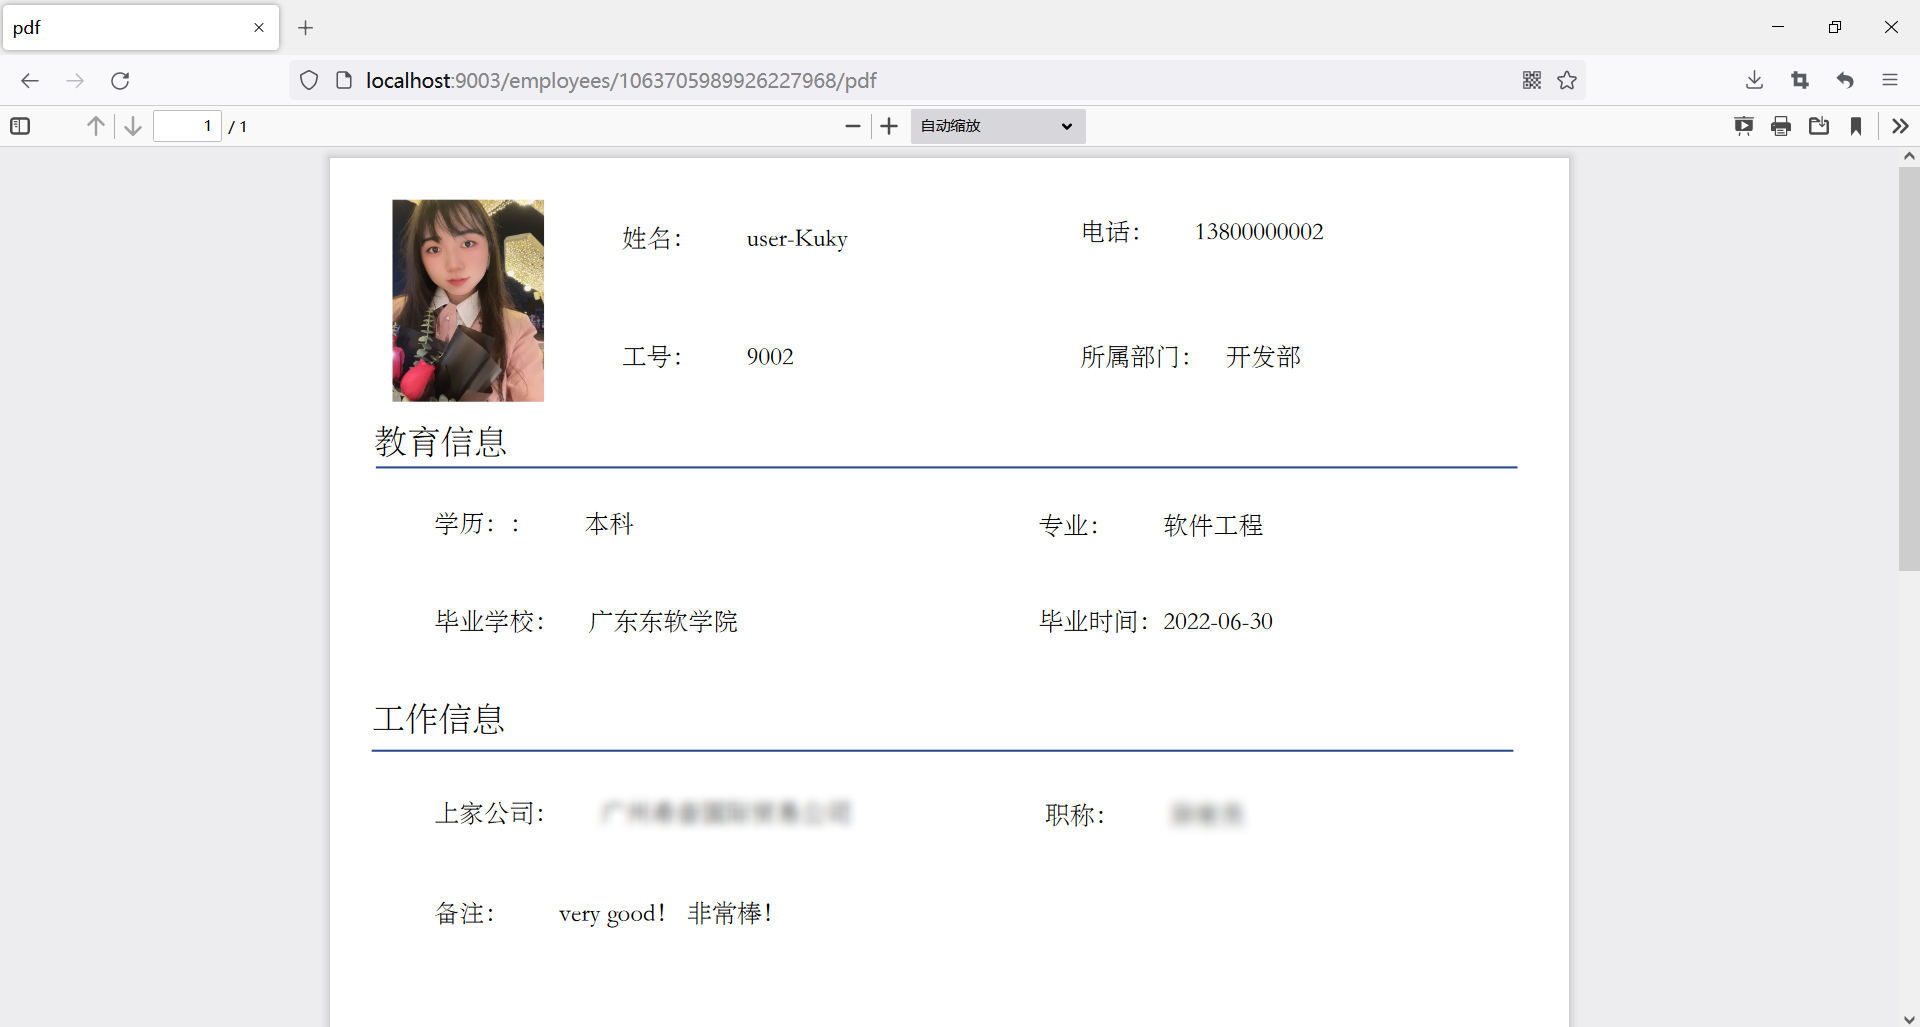 pdf
localhost:9003/employees/1063705989926227968/pdf
1 / 1
自动缩放
姓名： user-Kuky 电话： 13800000002
工号： 9002 所属部门： 开发部
教育信息
学历：： 本科 专业： 软件工程
毕业学校： 广东东软学院 毕业时间：2022-06-30
工作信息
上家公司： 职称：
备注： very good！ 非常棒！